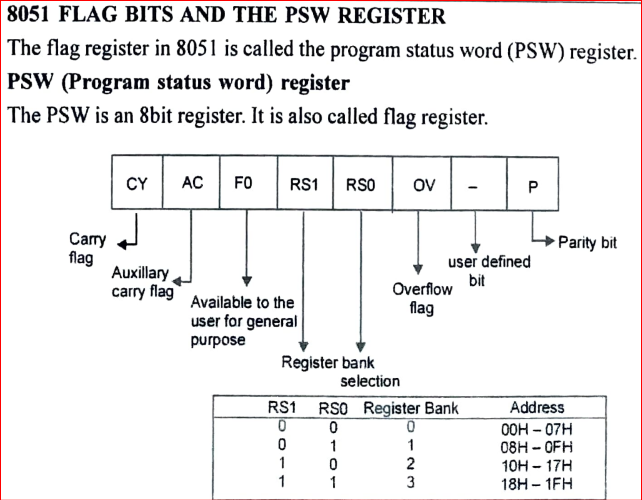 8051 FLAG BITS AND THE PSW REGISTER
The flag register in 8051 is called the program status word (PSW) register.
PSW (Program status word) register
The PSW is an 8bit register. It is also called flag register.
CY AC F0 RS1 RS0 OV – P
Carry flag
Auxillary carry flag
Available to the user for general purpose
Register bank selection
Overflow flag
user defined bit
Parity bit
RS1 RS0 Register Bank Address
0 0 0 00H – 07H
0 1 1 08H – 0FH
1 0 2 10H – 17H
1 1 3 18H – 1FH